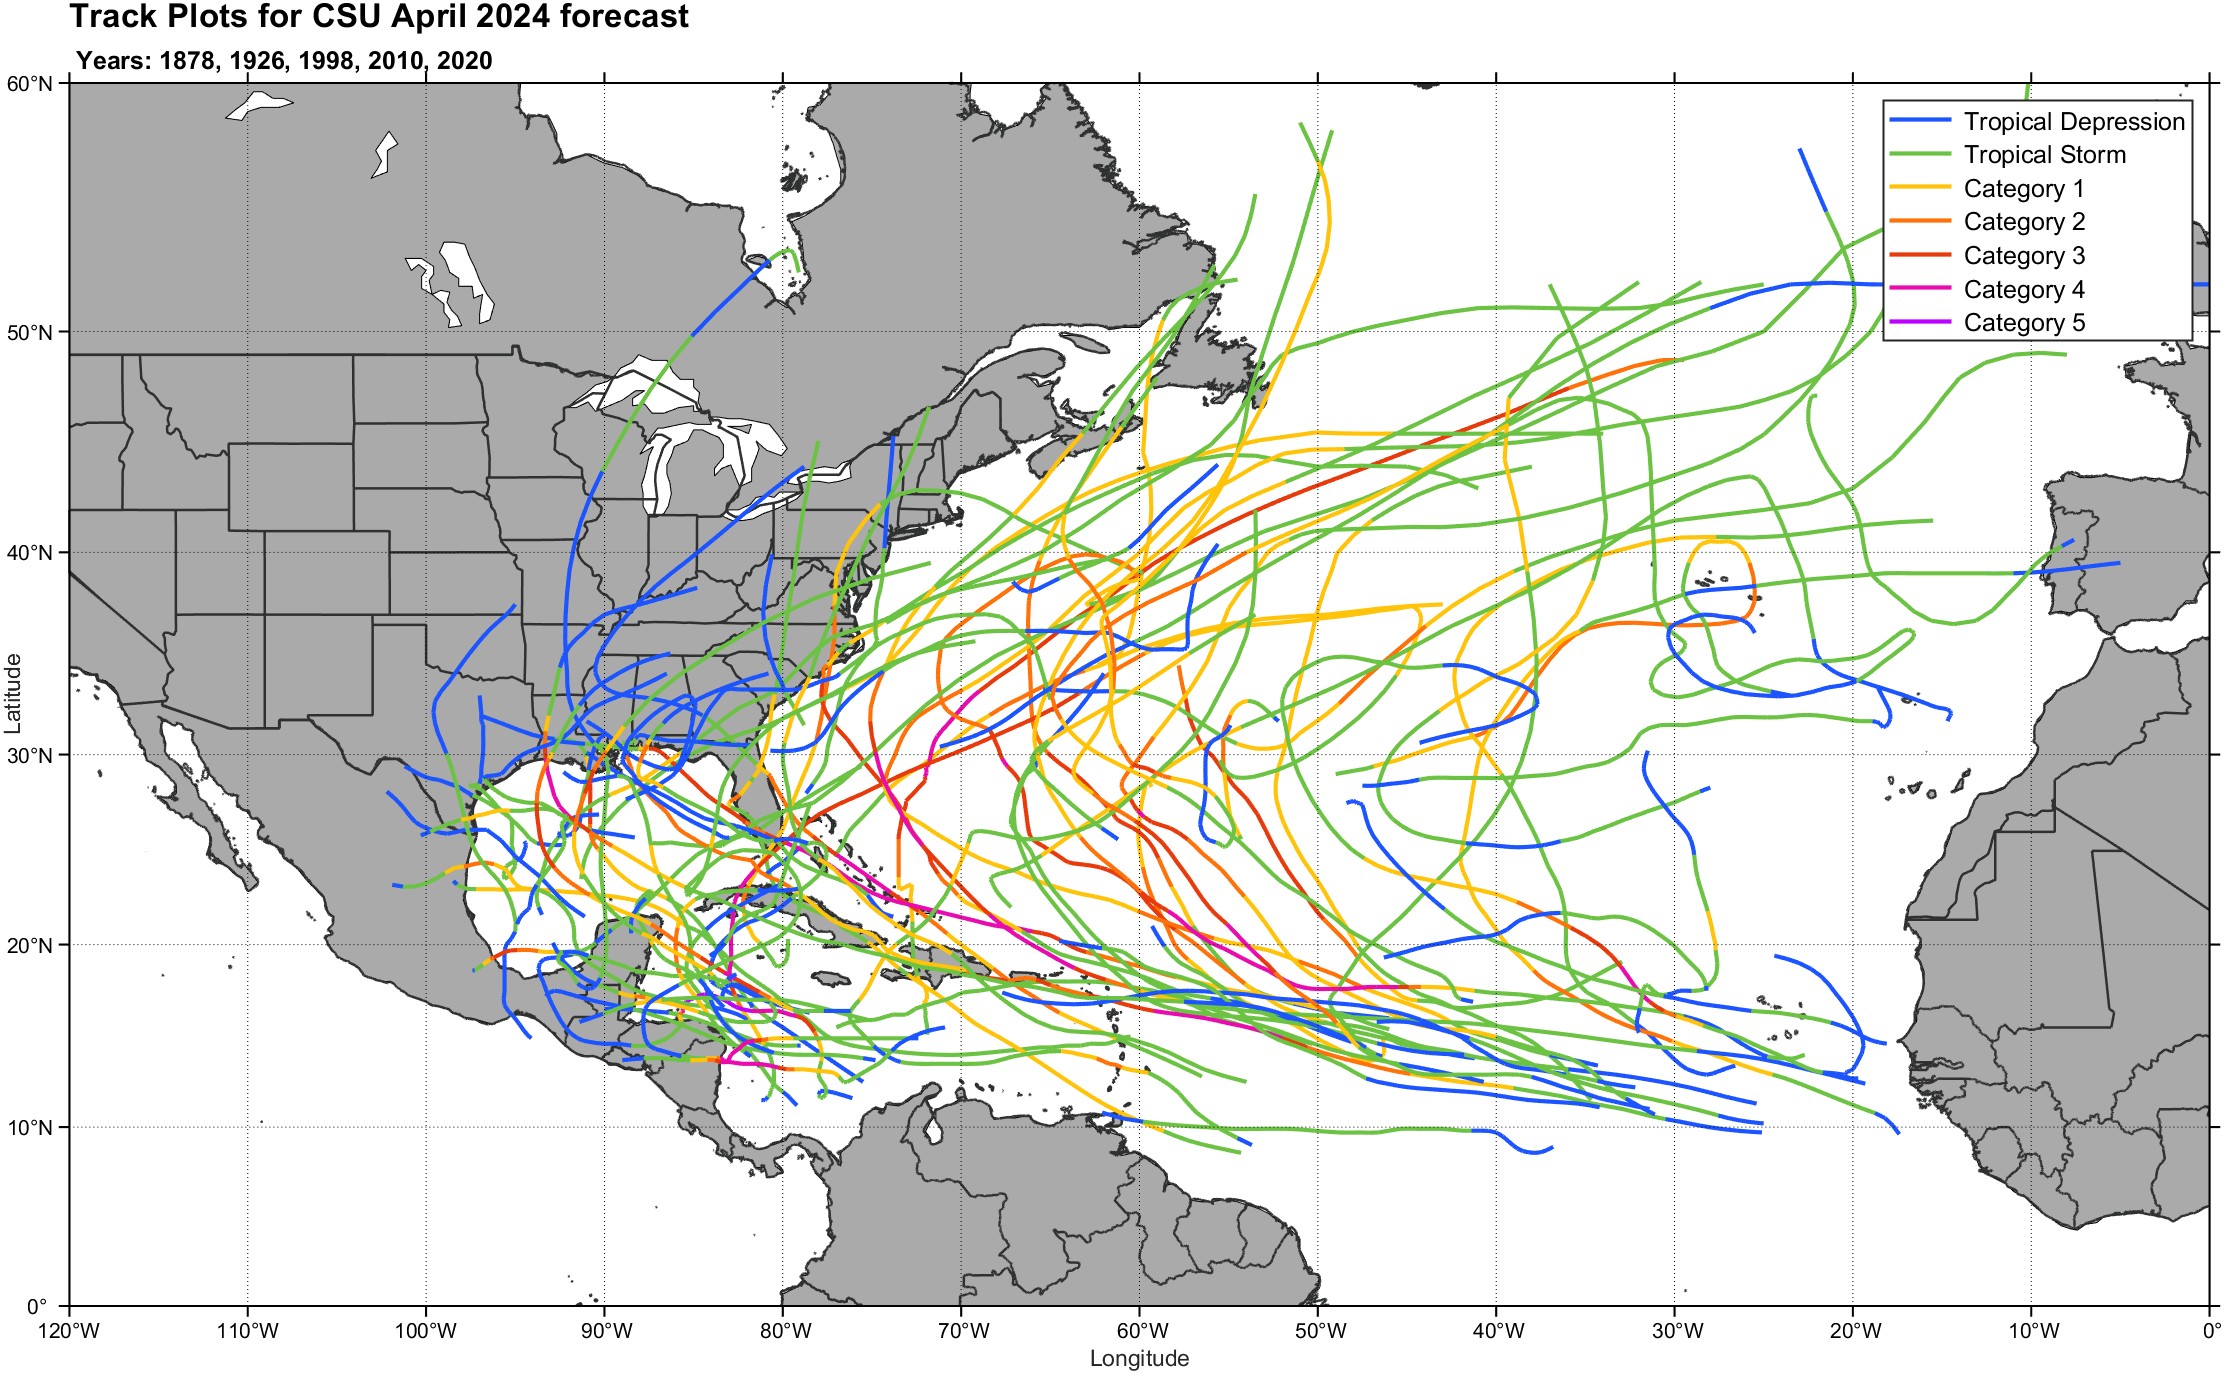 Track Plots for CSU April 2024 forecast
Years: 1878, 1926, 1998, 2010, 2020
60°N
50°N
40°N
30°N
20°N
10°N
0°
Latitude
Tropical Depression
Tropical Storm
Category 1
Category 2
Category 3
Category 4
Category 5
120°W 110°W 100°W 90°W 80°W 70°W 60°W 50°W 40°W 30°W 20°W 10°W 0°
Longitude